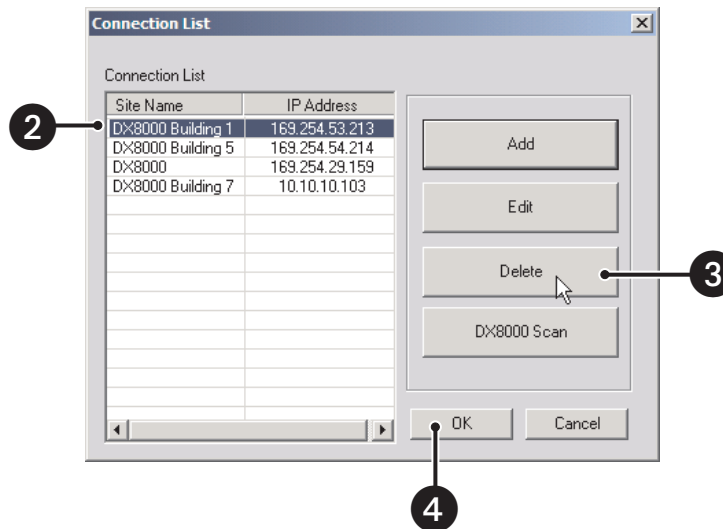 Connection List
Connection List
Site Name IP Address
2
DX8000 Building 1 169.254.53.213
DX8000 Building 5 169.254.54.214
DX8000 169.254.29.159
DX8000 Building 7 10.10.10.103
Add
Edit
Delete
3
DX8000 Scan
OK Cancel
4